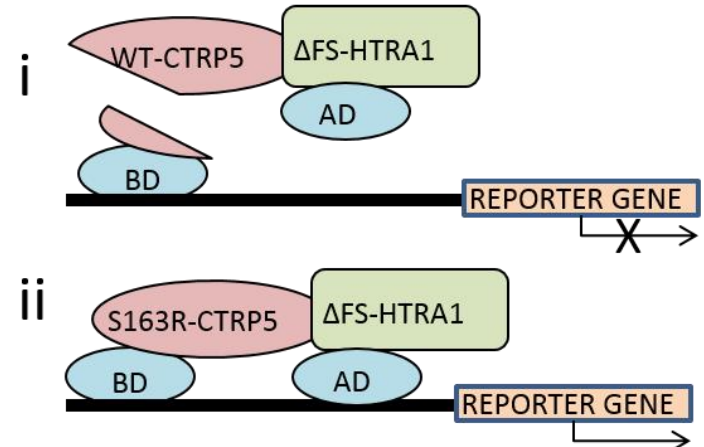 i
WT-CTRP5
ΔFS-HTRA1
AD
BD
REPORTER GENE
X
ii
S163R-CTRP5
ΔFS-HTRA1
BD
AD
REPORTER GENE